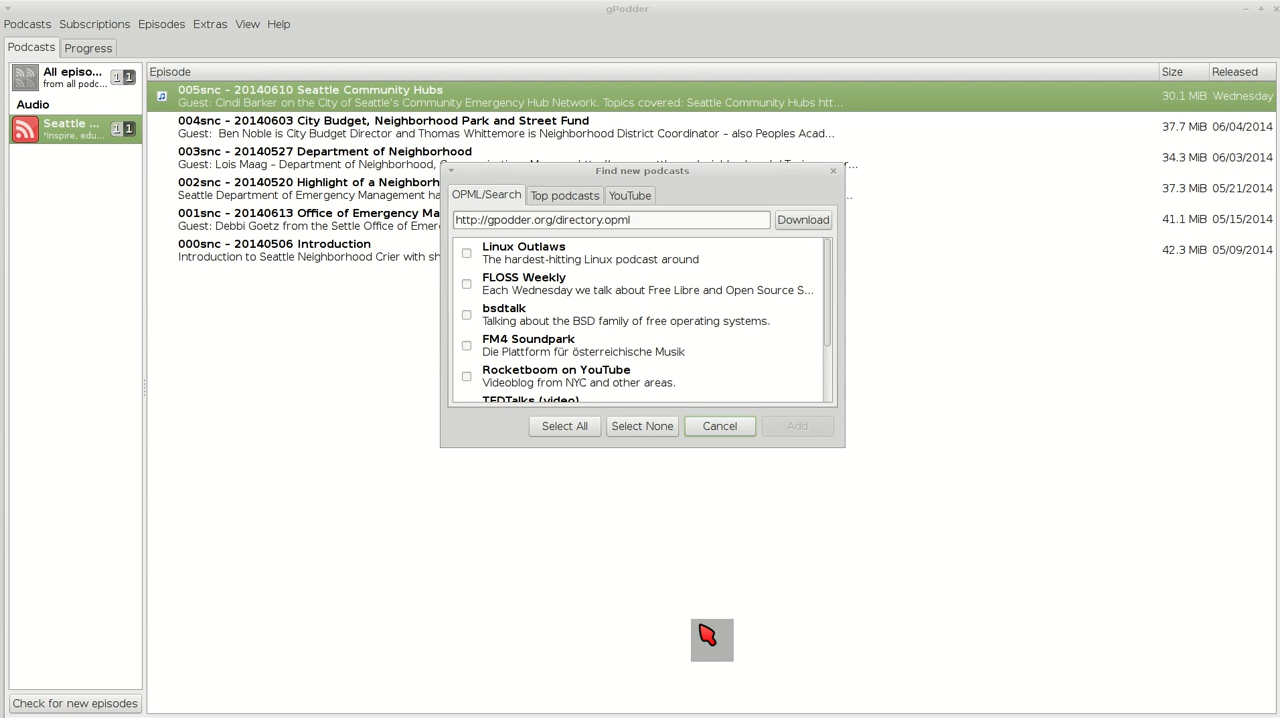 gPodder
Podcasts Subscriptions Episodes Extras View Help
Podcasts Progress
All episo...
from all podc...
1 1
Audio
Seattle ...
*Inspire, edu...
1 1
Check for new episodes
Episode Size Released
005snc - 20140610 Seattle Community Hubs
Guest: Cindi Barker on the City of Seattle's Community Emergency Hub Network. Topics covered: Seattle Community Hubs htt...
30.1 MiB Wednesday
004snc - 20140603 City Budget, Neighborhood Park and Street Fund
Guest: Ben Noble is City Budget Director and Thomas Whittemore is Neighborhood District Coordinator – also Peoples Acad...
37.7 MiB 06/04/2014
003snc - 20140527 Department of Neighborhood
Guest: Lois Maag – Department of Neighborhood,
34.3 MiB 06/03/2014
002snc - 20140520 Highlight of a Neighborh
Seattle Department of Emergency Management ha
37.3 MiB 05/21/2014
001snc - 20140613 Office of Emergency Ma
Guest: Debbi Goetz from the Settle Office of Emer
41.1 MiB 05/15/2014
000snc - 20140506 Introduction
Introduction to Seattle Neighborhood Crier with sh
42.3 MiB 05/09/2014
Find new podcasts
OPML/Search Top podcasts YouTube
http://gpodder.org/directory.opml Download
Linux Outlaws
The hardest-hitting Linux podcast around
FLOSS Weekly
Each Wednesday we talk about Free Libre and Open Source S...
bsdtalk
Talking about the BSD family of free operating systems.
FM4 Soundpark
Die Plattform für österreichische Musik
Rocketboom on YouTube
Videoblog from NYC and other areas.
TEDTalks (video)
Select All Select None Cancel Add